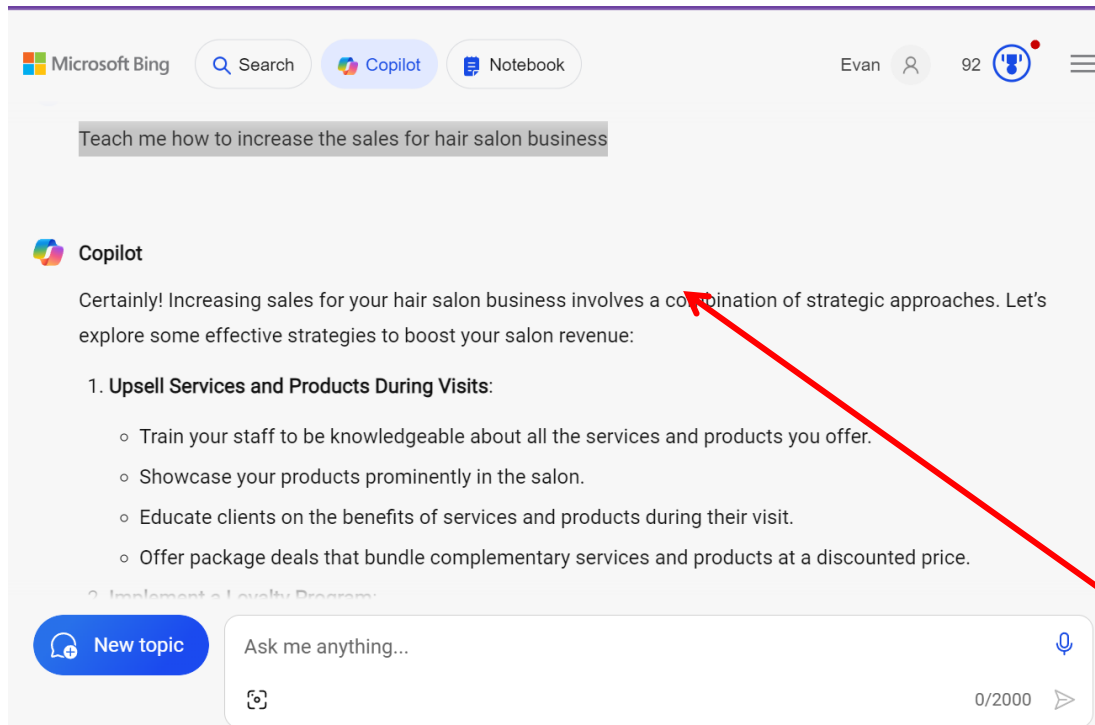 Microsoft Bing Search Copilot Notebook Evan 92
Teach me how to increase the sales for hair salon business
Copilot
Certainly! Increasing sales for your hair salon business involves a combination of strategic approaches. Let's
explore some effective strategies to boost your salon revenue:
1. Upsell Services and Products During Visits:
Train your staff to be knowledgeable about all the services and products you offer.
Showcase your products prominently in the salon.
Educate clients on the benefits of services and products during their visit.
Offer package deals that bundle complementary services and products at a discounted price.
2. Implement a Loyalty Program:
New topic
Ask me anything...
0/2000